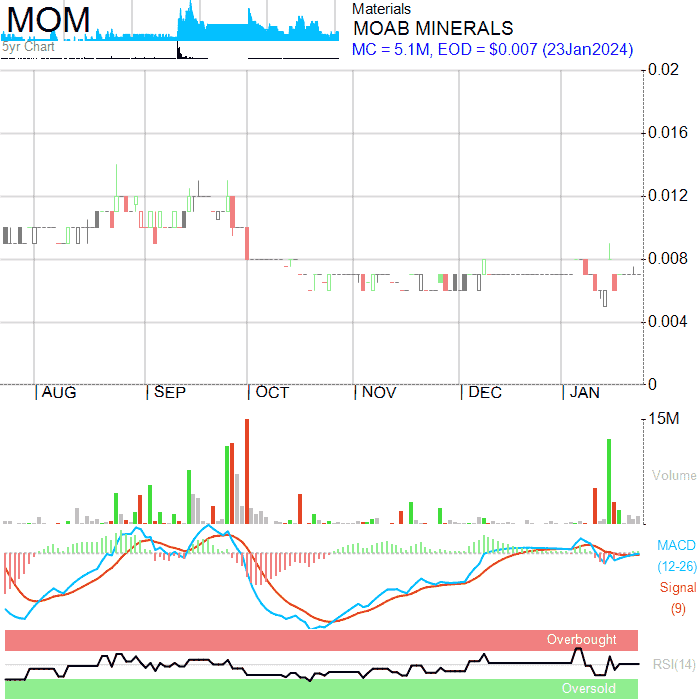 MOM
5yr Chart
Materials
MOAB MINERALS
MC = 5.1M, EOD = $0.007 (23Jan2024)
0.02
0.016
0.012
0.008
0.004
0
AUG SEP OCT NOV DEC JAN
15M
Volume
MACD
(12-26)
Signal
(9)
Overbought
RSI(14)
Oversold